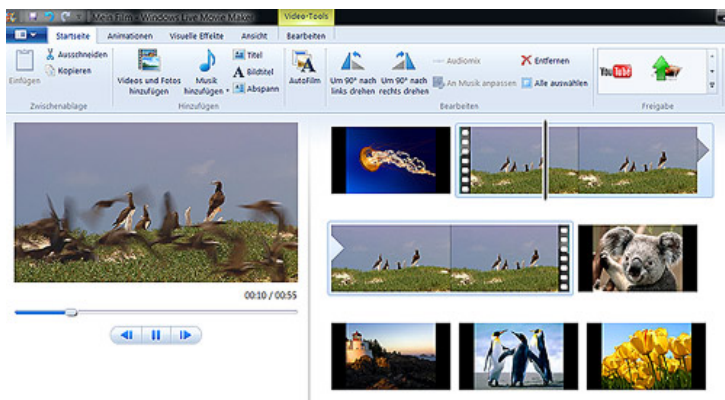 Mein Film - Windows Live Movie Maker
Video-Tools
Startseite Animationen Visuelle Effekte Ansicht Bearbeiten
Einfügen
Ausschneiden
Kopieren
Zwischenablage
Videos und Fotos
hinzufügen
Musik
hinzufügen
Titel
Bildtitel
Abspann
Hinzufügen
AutoFilm
Um 90° nach
links drehen
Um 90° nach
rechts drehen
Audiomix
An Musik anpassen
Entfernen
Alle auswählen
Bearbeiten
YouTube
Freigabe
00:10 / 00:55